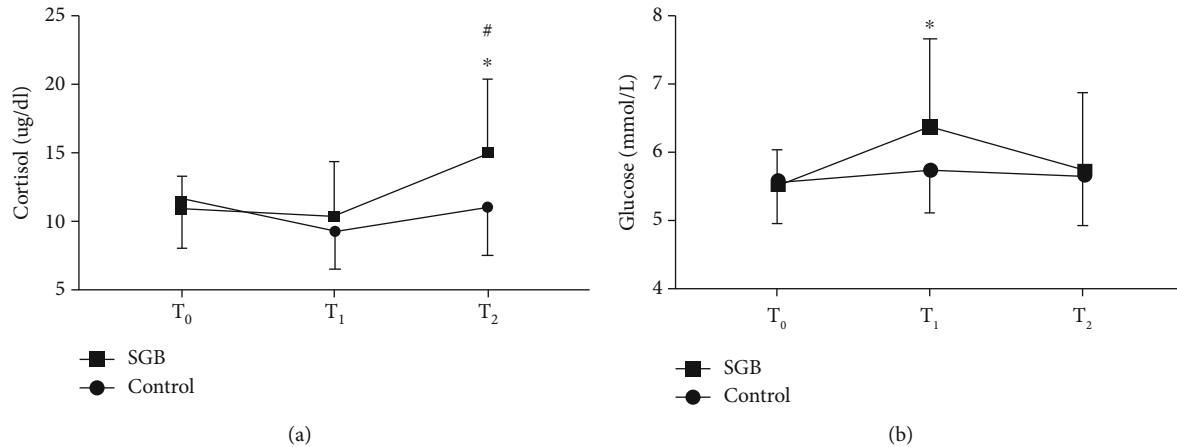 Cortisol (ug/dl)
25
20
15
10
5
#
*
T₀
T₁
T₂
SGB
Control
(a)
Glucose (mmol/L)
8
7
6
5
4
*
T₀
T₁
T₂
SGB
Control
(b)